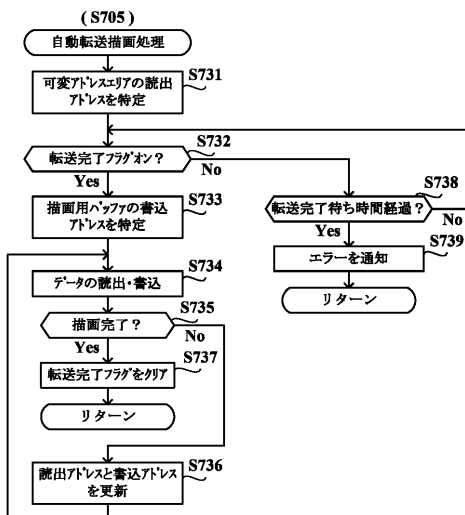 ( S705 )
自動転送描画処理
S731
可変アドレスエリアの読出
アドレスを特定
S732
転送完了フラグオン？
No
Yes
S733
描画用バッファの書込
アドレスを特定
S734
データの読出・書込
S735
描画完了？
No
Yes
S737
転送完了フラグをクリア
リターン
S736
読出アドレスと書込アドレス
を更新
S738
転送完了待ち時間経過？
No
Yes
S739
エラーを通知
リターン